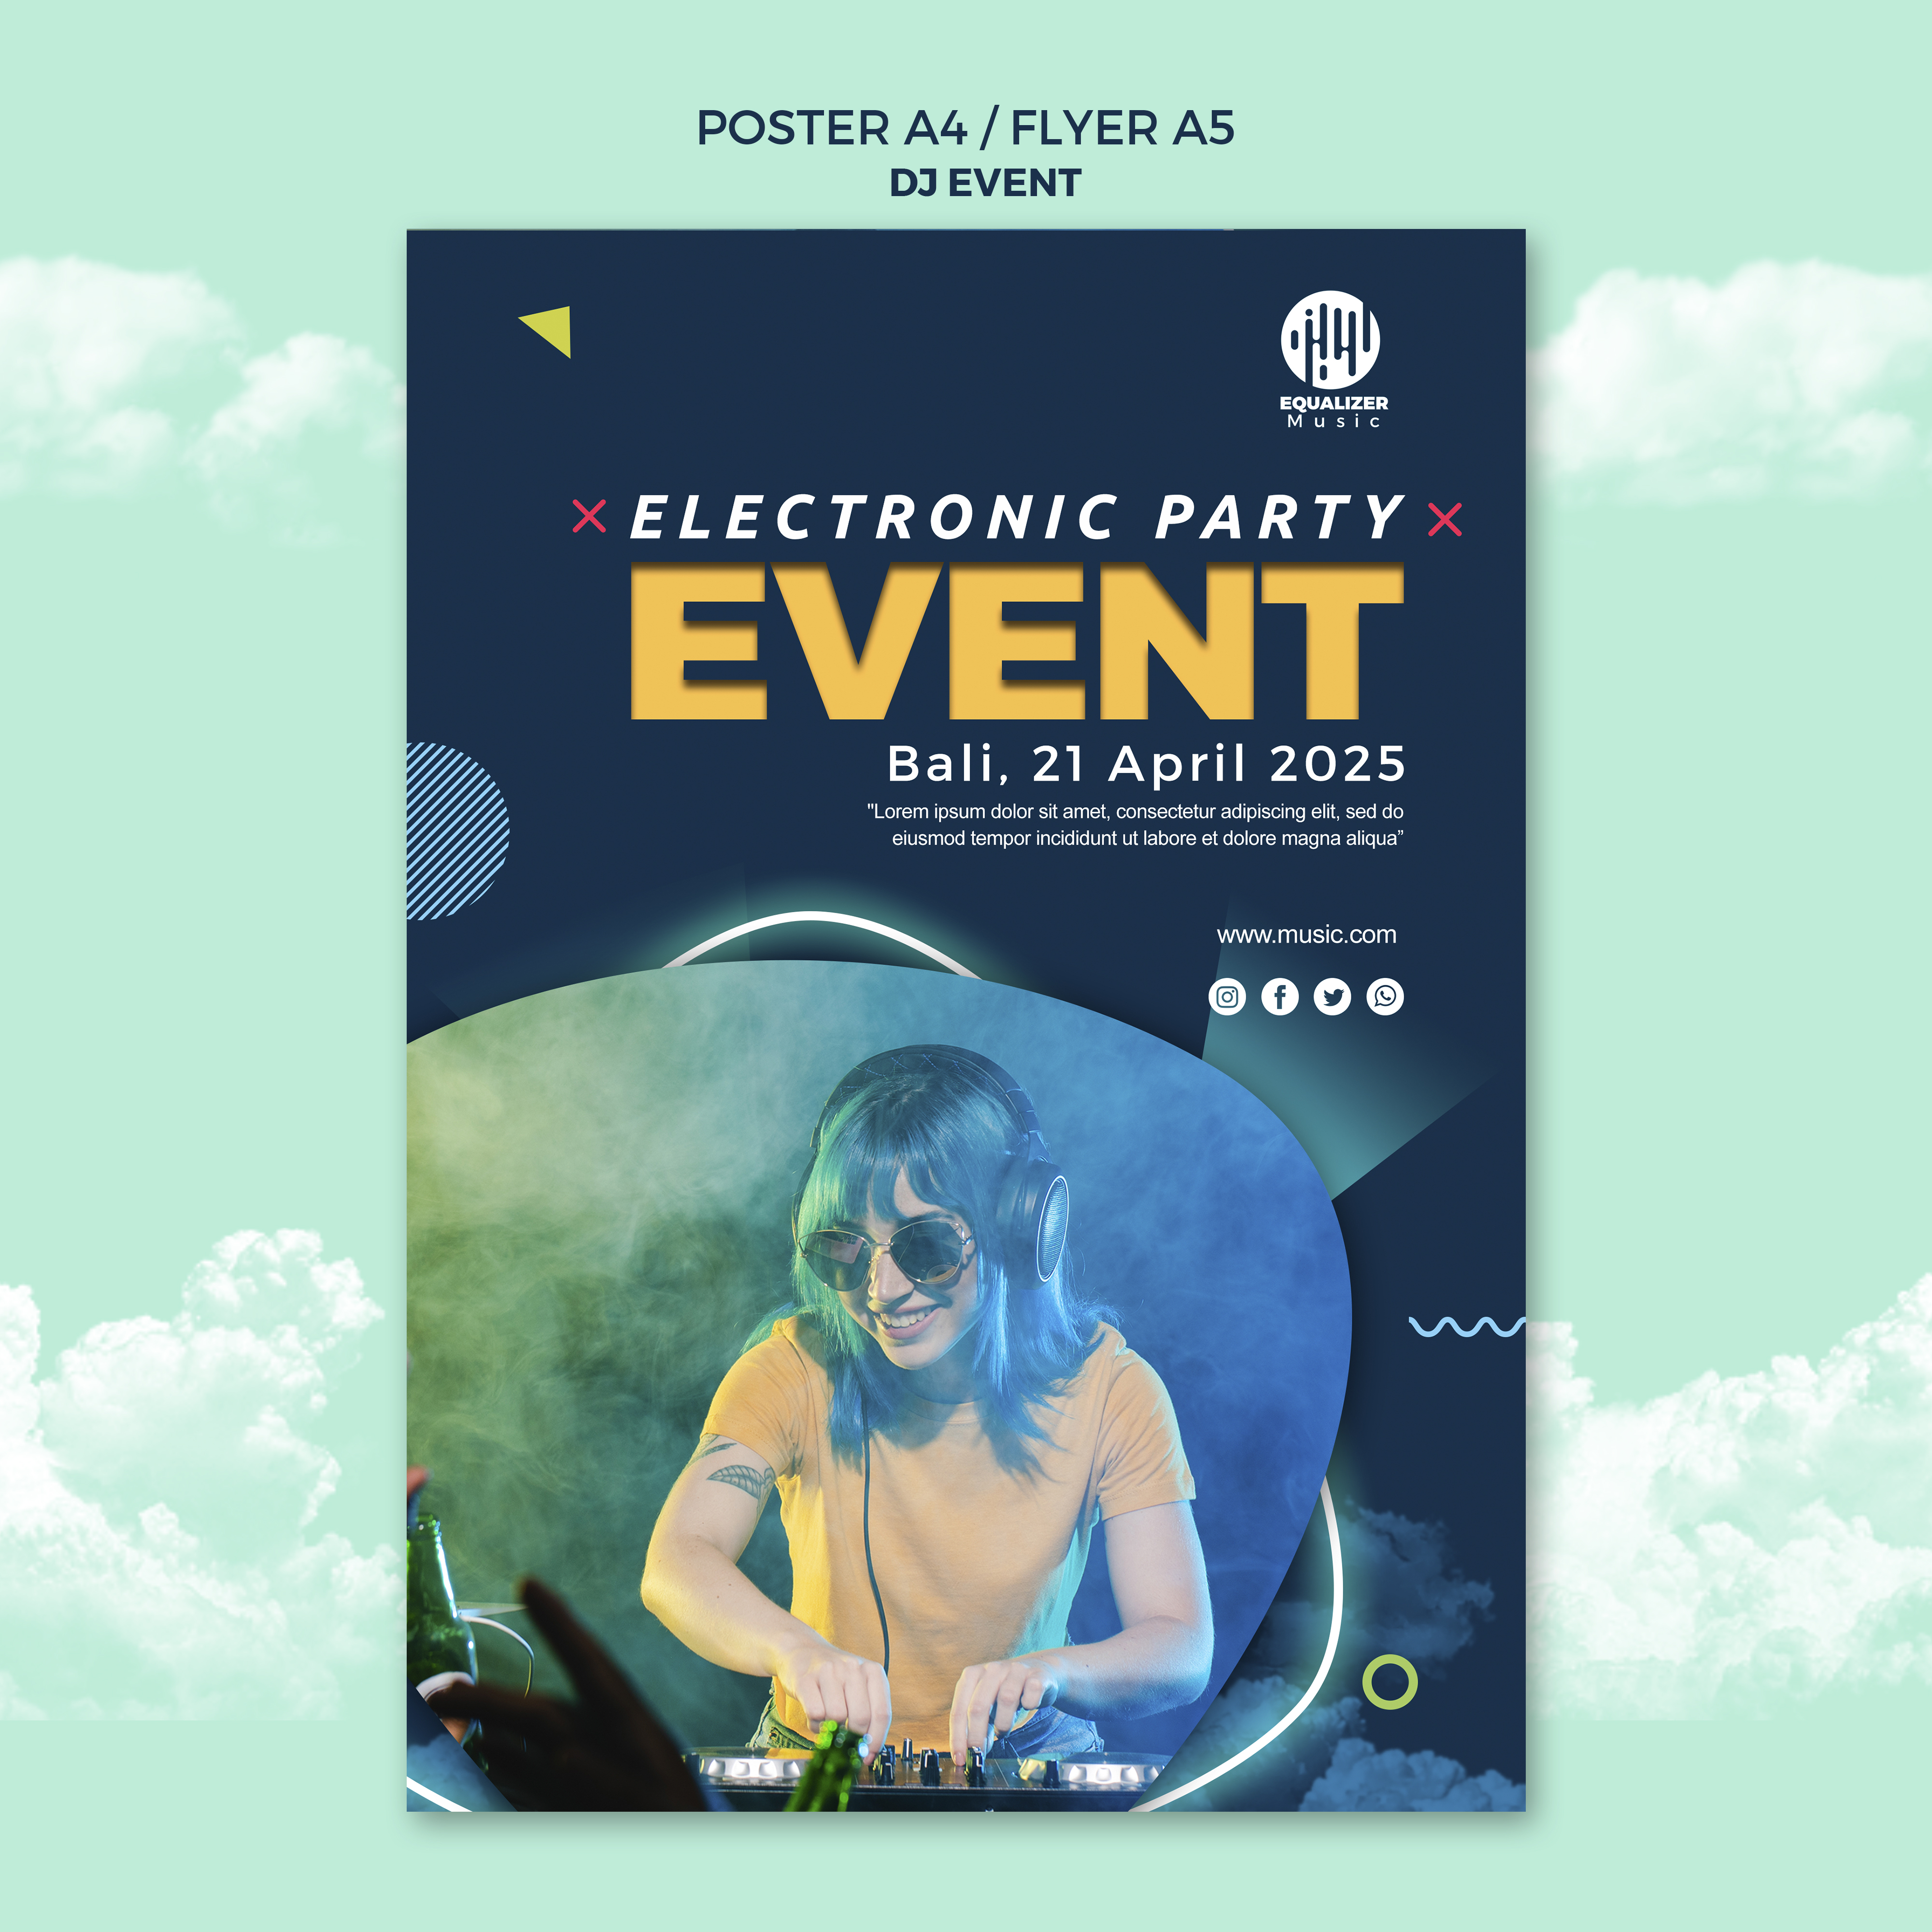 POSTER A4 / FLYER A5
DJ EVENT
EQUALIZER
Music
ELECTRONIC PARTY
EVENT
Bali, 21 April 2025
"Lorem ipsum dolor sit amet, consectetur adipiscing elit, sed do
eiusmod tempor incididunt ut labore et dolore magna aliqua”
www.music.com